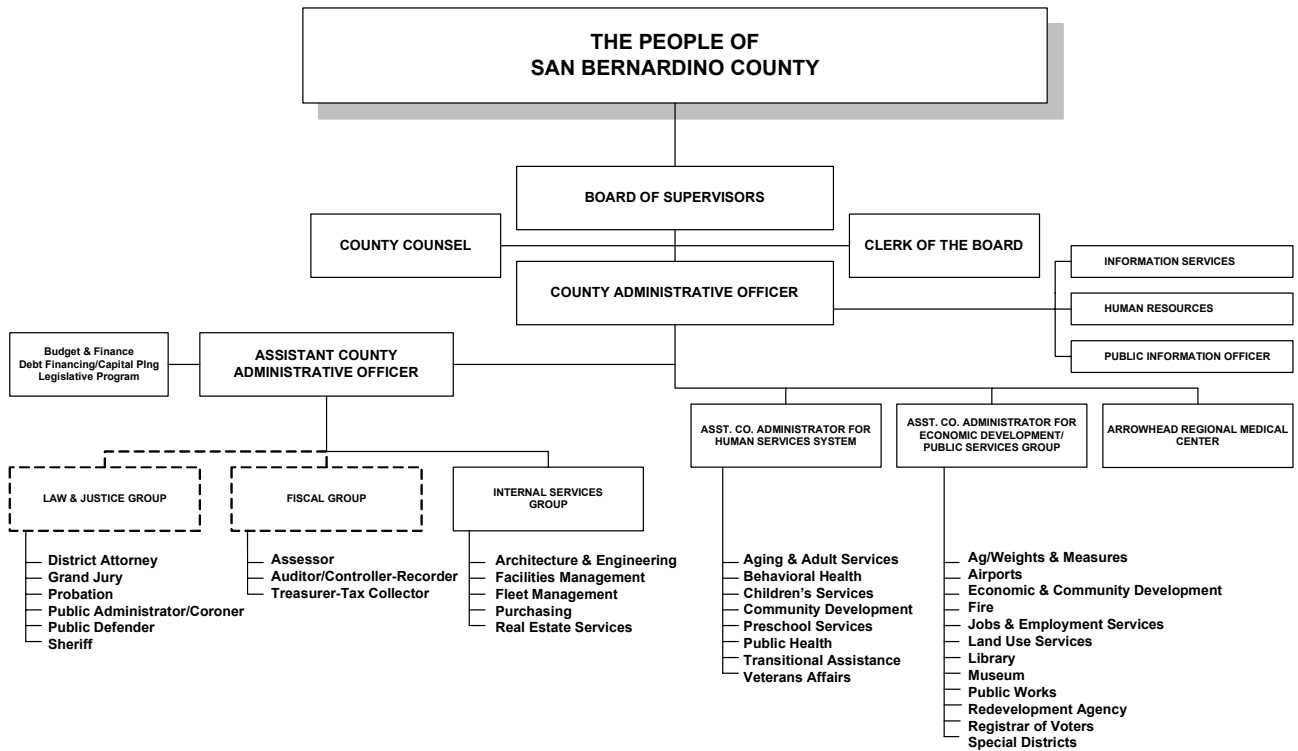 THE PEOPLE OF
SAN BERNARDINO COUNTY
BOARD OF SUPERVISORS
COUNTY COUNSEL
CLERK OF THE BOARD
COUNTY ADMINISTRATIVE OFFICER
INFORMATION SERVICES
HUMAN RESOURCES
PUBLIC INFORMATION OFFICER
Budget & Finance
Debt Financing/Capital Plng
Legislative Program
ASSISTANT COUNTY
ADMINISTRATIVE OFFICER
ASST. CO. ADMINISTRATOR FOR
HUMAN SERVICES SYSTEM
ASST. CO. ADMINISTRATOR FOR
ECONOMIC DEVELOPMENT/
PUBLIC SERVICES GROUP
ARROWHEAD REGIONAL MEDICAL
CENTER
LAW & JUSTICE GROUP
FISCAL GROUP
INTERNAL SERVICES
GROUP
District Attorney
Grand Jury
Probation
Public Administrator/Coroner
Public Defender
Sheriff
Assessor
Auditor/Controller-Recorder
Treasurer-Tax Collector
Architecture & Engineering
Facilities Management
Fleet Management
Purchasing
Real Estate Services
Aging & Adult Services
Behavioral Health
Children's Services
Community Development
Preschool Services
Public Health
Transitional Assistance
Veterans Affairs
Ag/Weights & Measures
Airports
Economic & Community Development
Fire
Jobs & Employment Services
Land Use Services
Library
Museum
Public Works
Redevelopment Agency
Registrar of Voters
Special Districts